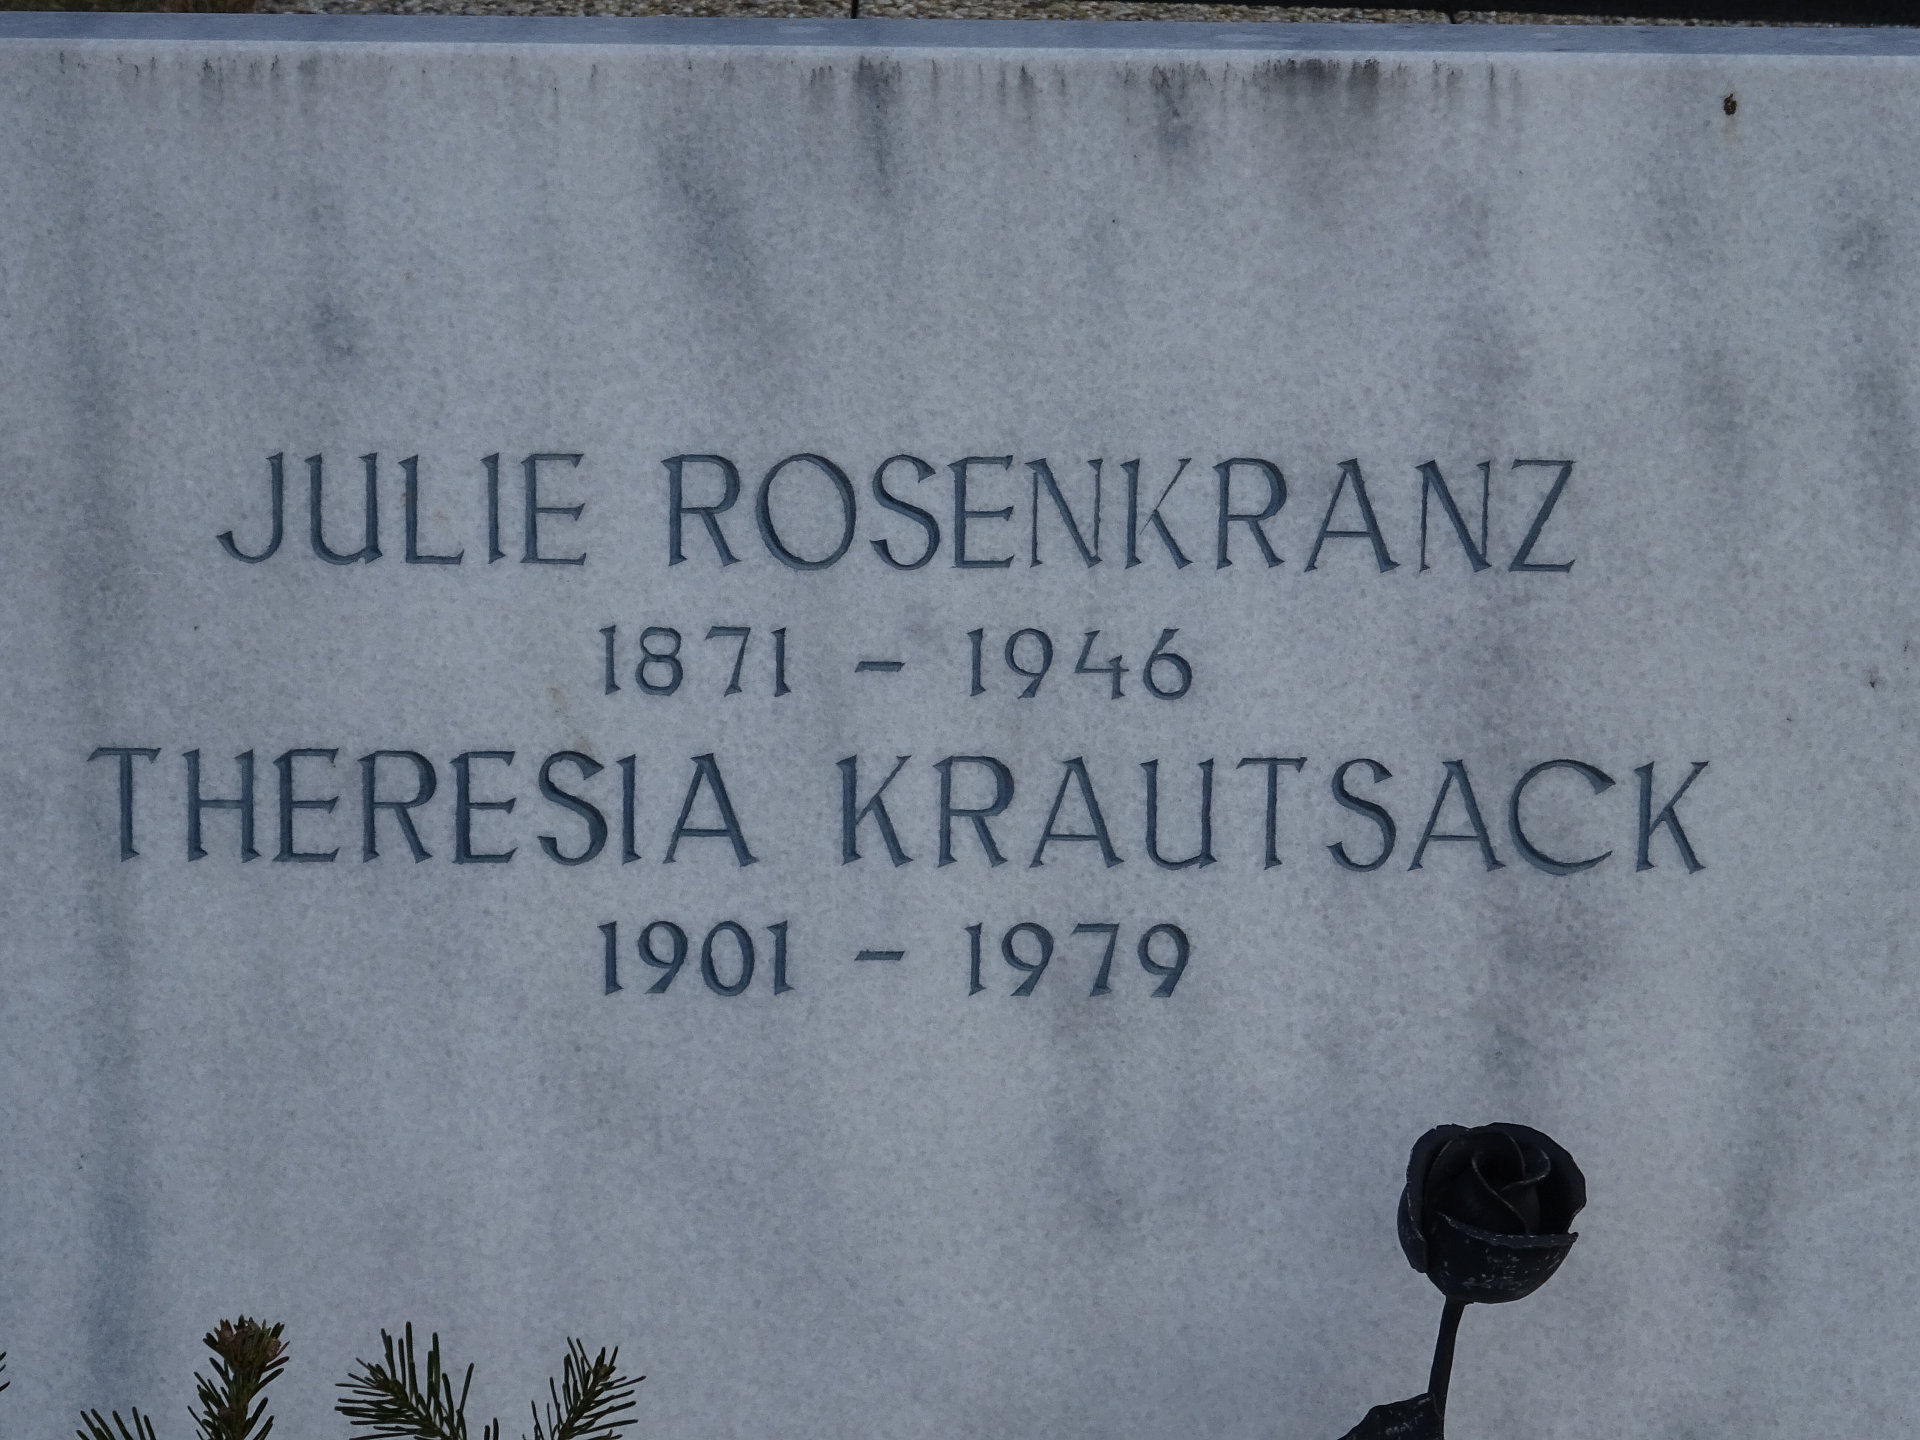 JULIE ROSENKRANZ
1871 - 1946
THERESIA KRAUTSACK
1901 - 1979